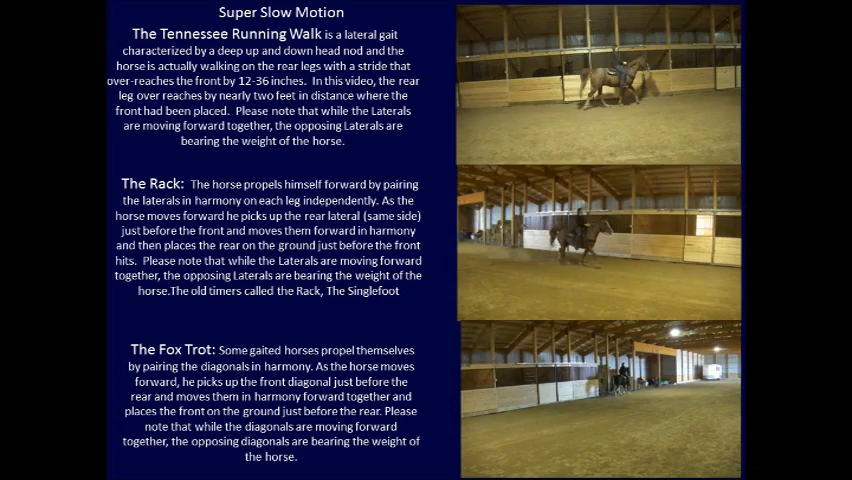 Super Slow Motion
The Tennessee Running Walk is a lateral gait
characterized by a deep up and down head nod and the
horse is actually walking on the rear legs with a stride that
over-reaches the front by 12-36 inches. In this video, the rear
leg over reaches by nearly two feet in distance where the
front had been placed. Please note that while the Laterals
are moving forward together, the opposing Laterals are
bearing the weight of the horse.
The Rack: The horse propels himself forward by pairing
the laterals in harmony on each leg independently. As the
horse moves forward he picks up the rear lateral (same side)
just before the front and moves them forward in harmony
and then places the rear on the ground just before the front
hits. Please note that while the Laterals are moving forward
together, the opposing Laterals are bearing the weight of the
horse.The old timers called the Rack, The Singlefoot
The Fox Trot: Some gaited horses propel themselves
by pairing the diagonals in harmony. As the horse moves
forward, he picks up the front diagonal just before the
rear and moves them in harmony forward together and
places the front on the ground just before the rear. Please
note that while the diagonals are moving forward
together, the opposing diagonals are bearing the weight of
the horse.